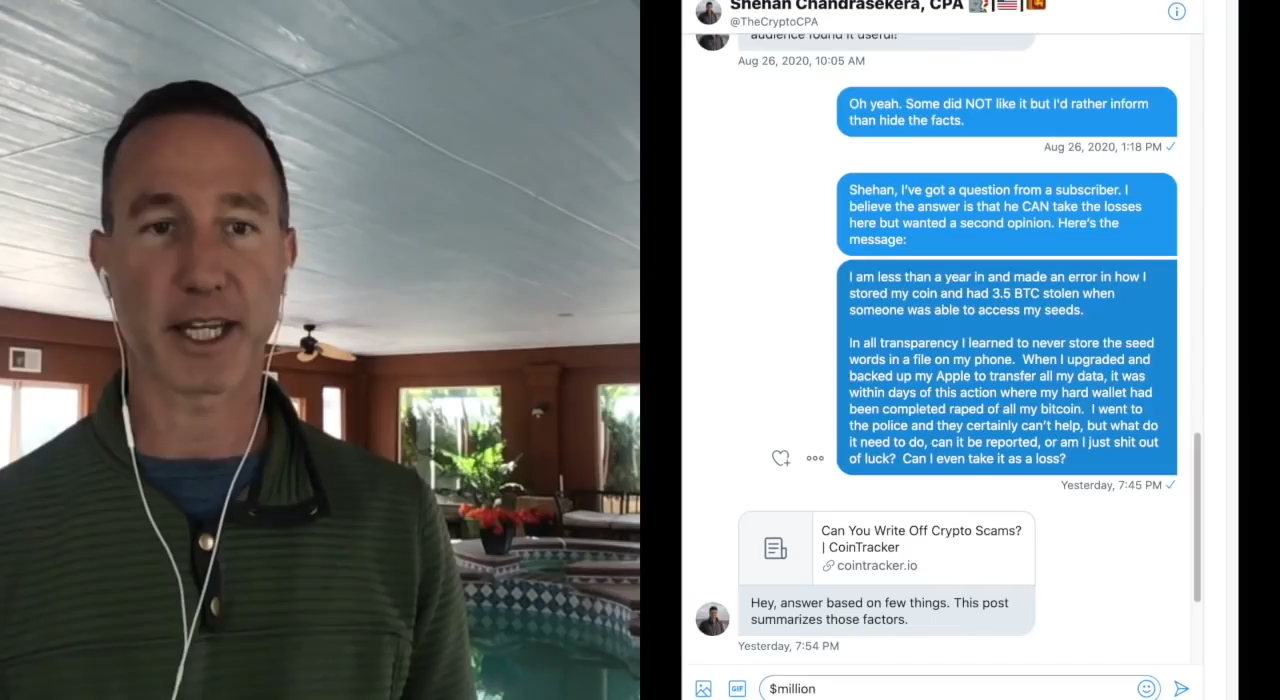 Shehan Chandrasekera, CPA
@TheCryptoCPA
audience found it useful!
Aug 26, 2020, 10:05 AM
Oh yeah. Some did NOT like it but I'd rather inform
than hide the facts.
Aug 26, 2020, 1:18 PM
Shehan, I've got a question from a subscriber. I
believe the answer is that he CAN take the losses
here but wanted a second opinion. Here's the
message:
I am less than a year in and made an error in how I
stored my coin and had 3.5 BTC stolen when
someone was able to access my seeds.
In all transparency I learned to never store the seed
words in a file on my phone. When I upgraded and
backed up my Apple to transfer all my data, it was
within days of this action where my hard wallet had
been completed raped of all my bitcoin. I went to
the police and they certainly can't help, but what do
it need to do, can it be reported, or am I just shit out
of luck? Can I even take it as a loss?
Yesterday, 7:45 PM
Can You Write Off Crypto Scams?
| CoinTracker
cointracker.io
Hey, answer based on few things. This post
summarizes those factors.
Yesterday, 7:54 PM
GIF
$million